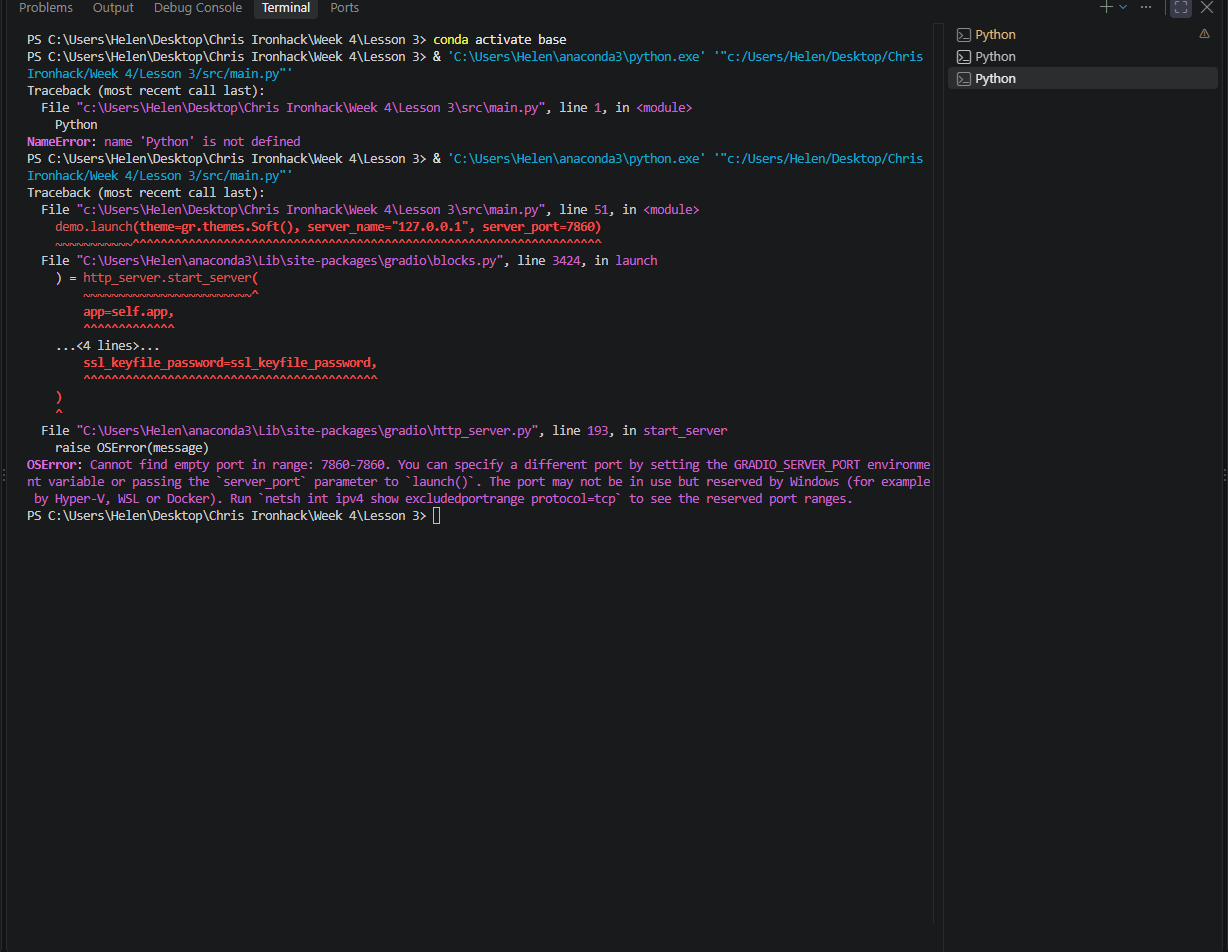 Problems Output Debug Console Terminal Ports
PS C:\Users\Helen\Desktop\Chris Ironhack\Week 4\Lesson 3> conda activate base
PS C:\Users\Helen\Desktop\Chris Ironhack\Week 4\Lesson 3> & 'C:\Users\Helen\anaconda3\python.exe' '"c:/Users/Helen/Desktop/Chris
Ironhack/Week 4/Lesson 3/src/main.py"'
Traceback (most recent call last):
  File "c:\Users\Helen\Desktop\Chris Ironhack\Week 4\Lesson 3\src\main.py", line 1, in <module>
    Python
NameError: name 'Python' is not defined
PS C:\Users\Helen\Desktop\Chris Ironhack\Week 4\Lesson 3> & 'C:\Users\Helen\anaconda3\python.exe' '"c:/Users/Helen/Desktop/Chris
Ironhack/Week 4/Lesson 3/src/main.py"'
Traceback (most recent call last):
  File "c:\Users\Helen\Desktop\Chris Ironhack\Week 4\Lesson 3\src\main.py", line 51, in <module>
    demo.launch(theme=gr.themes.Soft(), server_name="127.0.0.1", server_port=7860)
    ~~~~~~~~~~~^^^^^^^^^^^^^^^^^^^^^^^^^^^^^^^^^^^^^^^^^^^^^^^^^^^^^^^^^^^^^^^^^^^
  File "C:\Users\Helen\anaconda3\Lib\site-packages\gradio\blocks.py", line 3424, in launch
    ) = http_server.start_server(
        ~~~~~~~~~~~~~~~~~~~~~~~~^
        app=self.app,
        ^^^^^^^^^^^^^
    ...<4 lines>...
        ssl_keyfile_password=ssl_keyfile_password,
        ^^^^^^^^^^^^^^^^^^^^^^^^^^^^^^^^^^^^^^^^^^
    )
    ^
  File "C:\Users\Helen\anaconda3\Lib\site-packages\gradio\http_server.py", line 193, in start_server
    raise OSError(message)
OSError: Cannot find empty port in range: 7860-7860. You can specify a different port by setting the GRADIO_SERVER_PORT environme
nt variable or passing the `server_port` parameter to `launch()`. The port may not be in use but reserved by Windows (for example
 by Hyper-V, WSL or Docker). Run `netsh int ipv4 show excludedportrange protocol=tcp` to see the reserved port ranges.
PS C:\Users\Helen\Desktop\Chris Ironhack\Week 4\Lesson 3>
Python
Python
Python